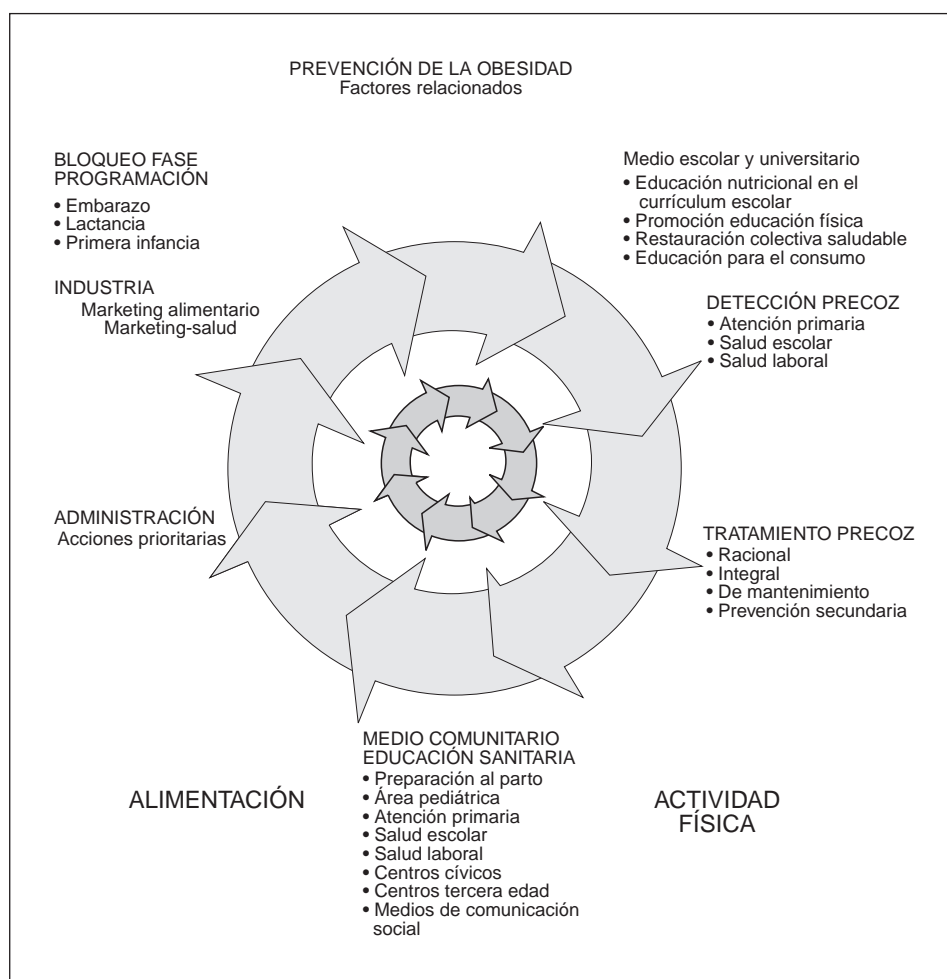 PREVENCIÓN DE LA OBESIDAD
Factores relacionados
BLOQUEO FASE
PROGRAMACIÓN
• Embarazo
• Lactancia
• Primera infancia
Medio escolar y universitario
• Educación nutricional en el
currículum escolar
• Promoción educación física
• Restauración colectiva saludable
• Educación para el consumo
INDUSTRIA
Marketing alimentario
Marketing-salud
DETECCIÓN PRECOZ
• Atención primaria
• Salud escolar
• Salud laboral
ADMINISTRACIÓN
Acciones prioritarias
TRATAMIENTO PRECOZ
• Racional
• Integral
• De mantenimiento
• Prevención secundaria
MEDIO COMUNITARIO
EDUCACIÓN SANITARIA
• Preparación al parto
• Área pediátrica
• Atención primaria
• Salud escolar
• Salud laboral
• Centros cívicos
• Centros tercera edad
• Medios de comunicación
social
ALIMENTACIÓN
ACTIVIDAD
FÍSICA